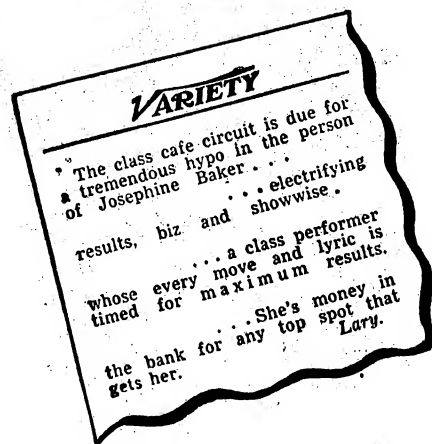 VARIETY
" The class cafe circuit is due for
a tremendous hypo in the person
of Josephine Baker . . .
. . . electrifying
results, biz and showwise .
. . . a class performer
whose every move and lyric is
timed for maximum results.
. . . She's money in
the bank for any top spot that
gets her.
Lary.